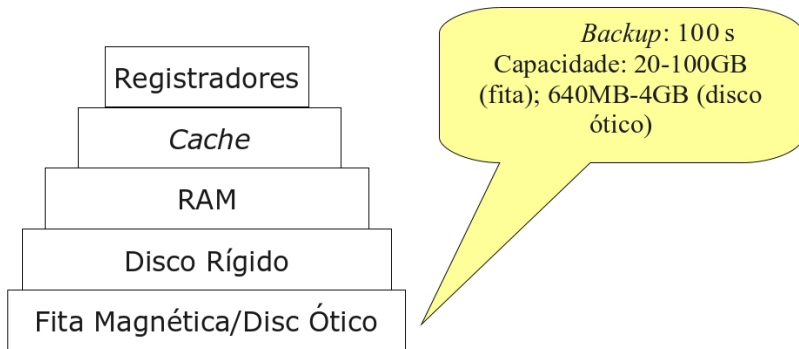 Registradores
Cache
RAM
Disco Rígido
Fita Magnética/Disc Ótico
Backup: 100 s
Capacidade: 20-100GB
(fita); 640MB-4GB (disco
ótico)